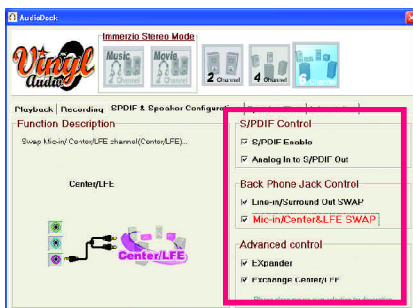 AudioDeck
Immerzio Stereo Mode
Vinyl Audio
Music
Movie
2 Channel
4 Channel
6
Playback
Recording
SPDIF & Speaker Configuration
Function Description
Swap Mic-in/ Center/LFE channel(Center/LFE)...
Center/LFE
Center/LFE
S/PDIF Control
S/PDIF Enable
Analog In to S/PDIF Out
Back Phone Jack Control
Line-in/Surround Out SWAP
Mic-in/Center&LFE SWAP
Advanced control
EXpander
Exchange Center/LFE